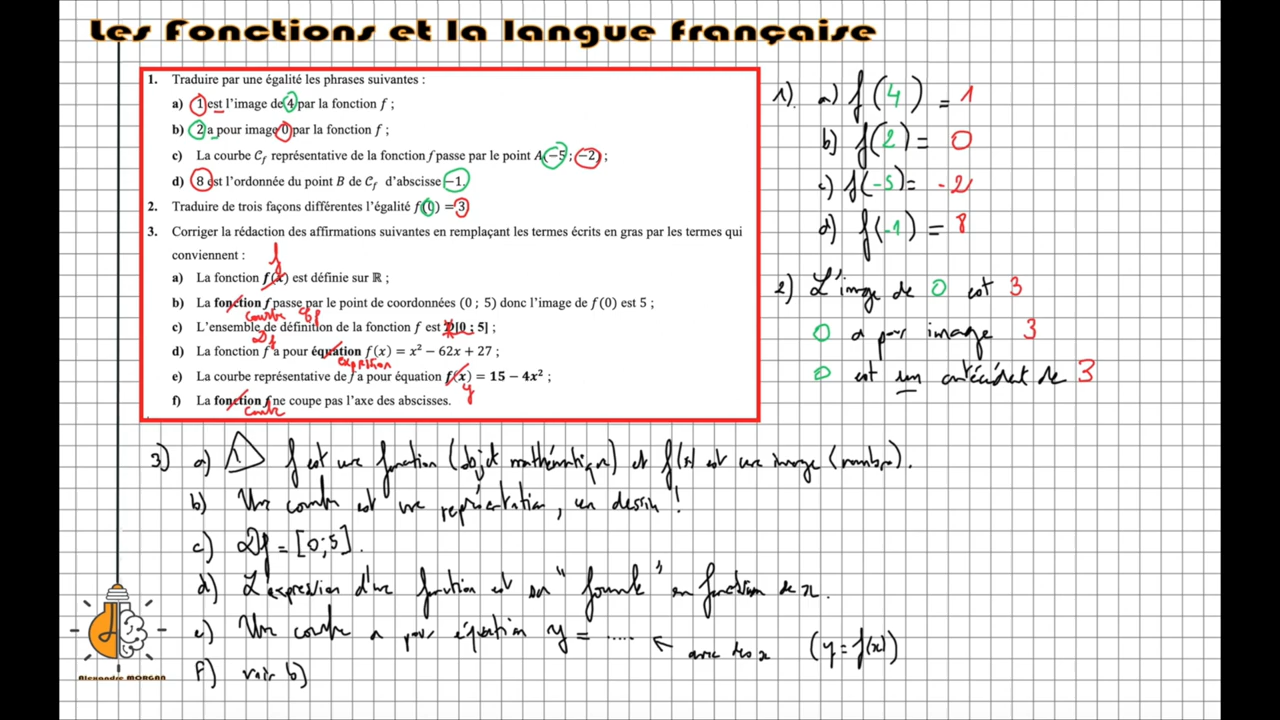 Les Fonctions et la langue française
1. Traduire par une égalité les phrases suivantes :
a) 1 est l'image de 4 par la fonction f ;
b) 2 a pour image 0 par la fonction f ;
c) La courbe 𝒞f représentative de la fonction f passe par le point A(−5 ; −2) ;
d) 8 est l'ordonnée du point B de 𝒞f d'abscisse −1.
2. Traduire de trois façons différentes l'égalité f(0) = 3
3. Corriger la rédaction des affirmations suivantes en remplaçant les termes écrits en gras par les termes qui
conviennent :
f
a) La fonction f(x) est définie sur ℝ ;
b) La fonction f passe par le point de coordonnées (0 ; 5) donc l'image de f(0) est 5 ;
courbe 𝒞f
c) L'ensemble de définition de la fonction f est D[0 ; 5] ;
Df
d) La fonction f a pour équation f(x) = x² − 62x + 27 ;
expression
e) La courbe représentative de f a pour équation f(x) = 15 − 4x² ;
y
f) La fonction f ne coupe pas l'axe des abscisses.
courbe
1) a) f(4) = 1
b) f(2) = 0
c) f(-5) = -2
d) f(-1) = 8
2) L'image de 0 est 3
0 a pour image 3
0 est un antécédent de 3
3) a) f est une fonction (objet mathématique) et f(x) est une image (nombre).
b) Une courbe est une représentation, un dessin !
c) Df = [0;5].
d) L'expression d'une fonction est sa "formule" en fonction de x.
e) Une courbe a pour équation y = ..... ← avec des x (y = f(x))
f) voir b)
Alexandre MORGAN